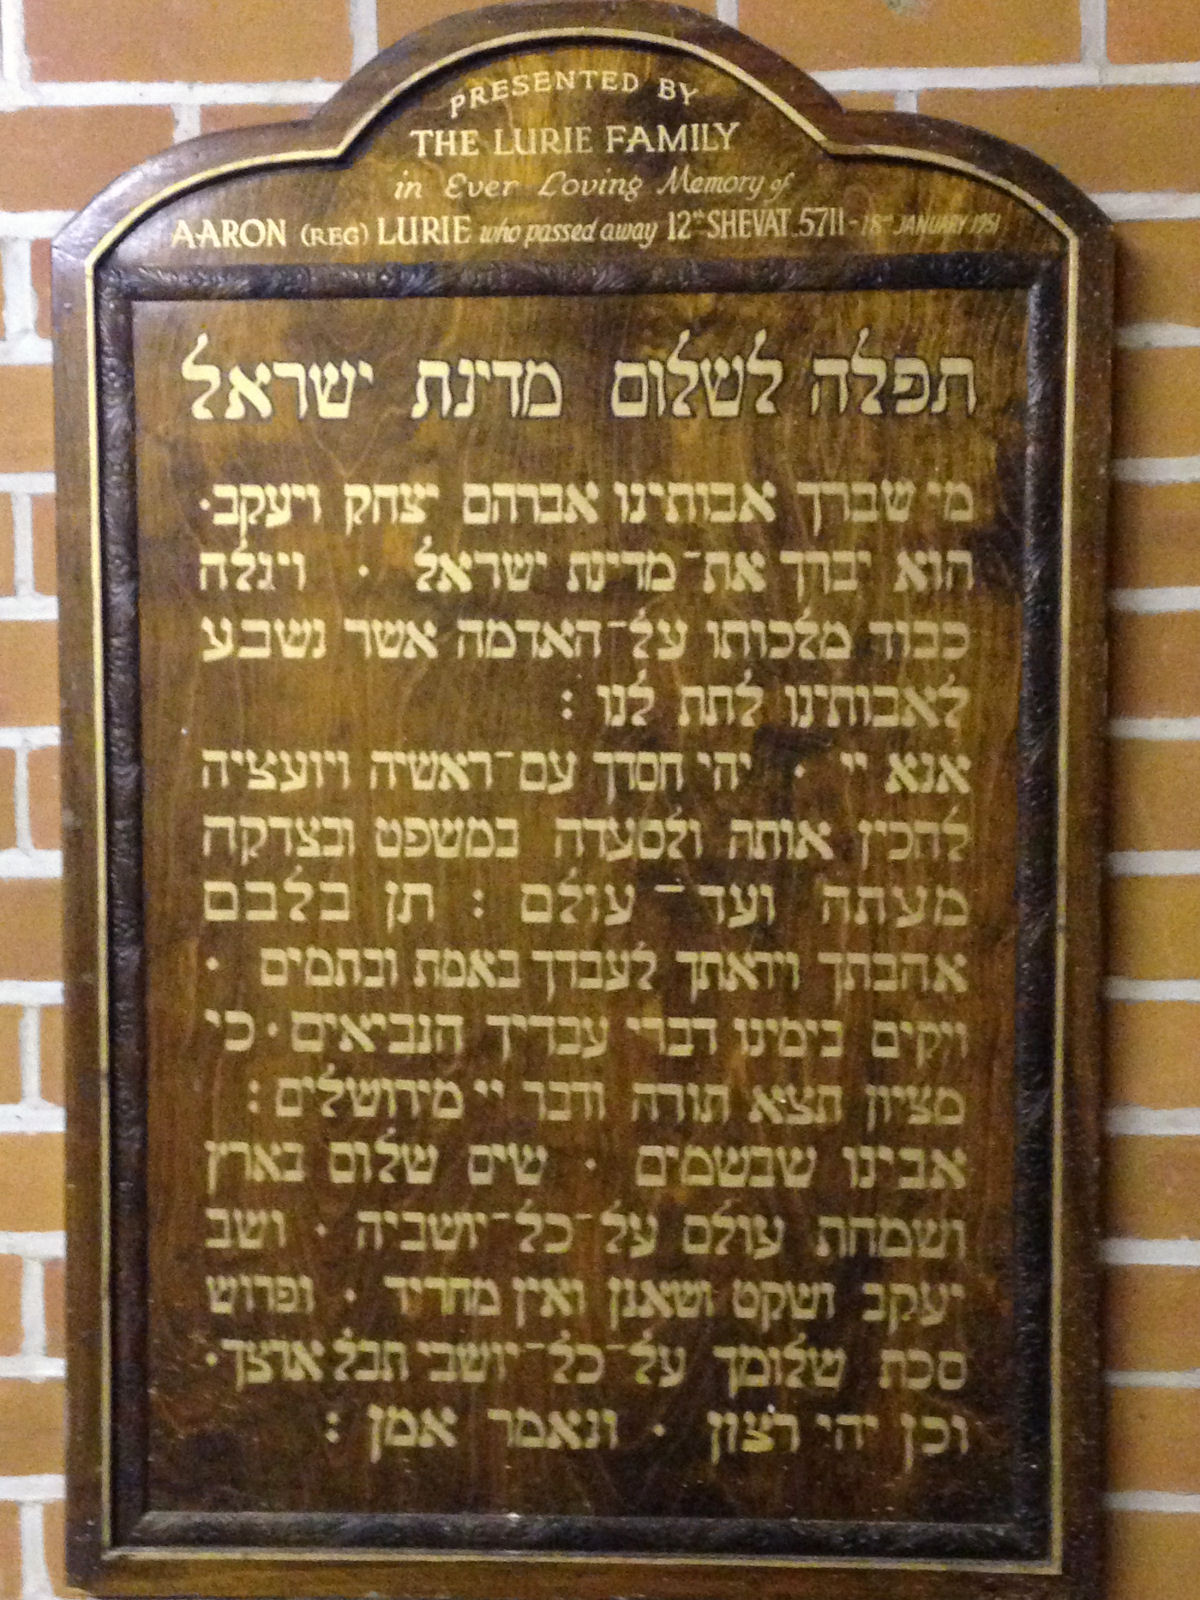 PRESENTED BY
THE LURIE FAMILY
in Ever Loving Memory of
AARON (REG) LURIE who passed away 12th SHEVAT. 5711 - JANUARY 1951
תפלה לשלום מדינת ישראל
מי שברך אבותינו אברהם יצחק ויעקב·
הוא יברך את־מדינת ישראל · ויגלה
כבוד מלכותו על־האדמה אשר נשבע
לאבותינו לתת לנו :
אנא יי · יהי חסדך עם־ראשיה ויועציה
להכין אותה ולסעדה במשפט ובצדקה
מעתה ועד־עולם : תן בלבם
אהבתך ויראתך לעבדך באמת ובתמים ·
ויקים בימינו דברי עבדיך הנביאים · כי
מציון תצא תורה ודבר יי מירושלים :
אבינו שבשמים · שים שלום בארץ
ושמחת עולם על־כל־יושביה · ושב
יעקב ושקט ושאנן ואין מחריד · ופרוש
סכת שלומך על־כל־יושבי תבל ארצך·
וכן יהי רצון · ונאמר אמן :